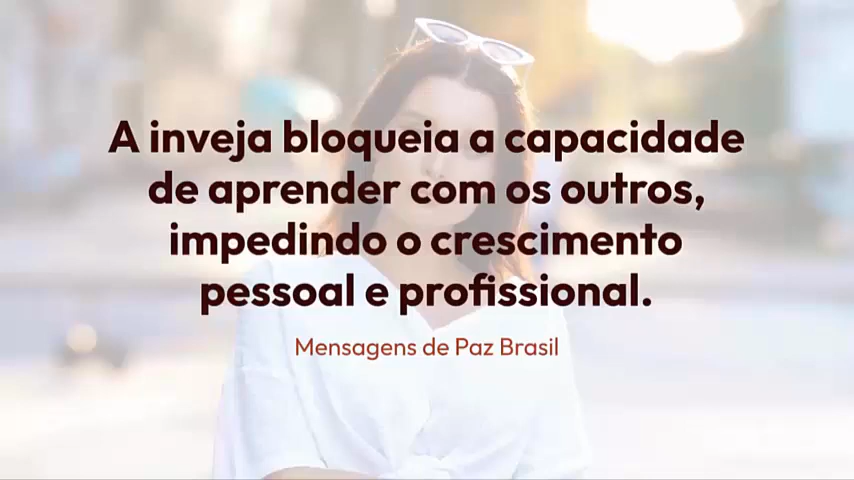 A inveja bloqueia a capacidade
de aprender com os outros,
impedindo o crescimento
pessoal e profissional.
Mensagens de Paz Brasil